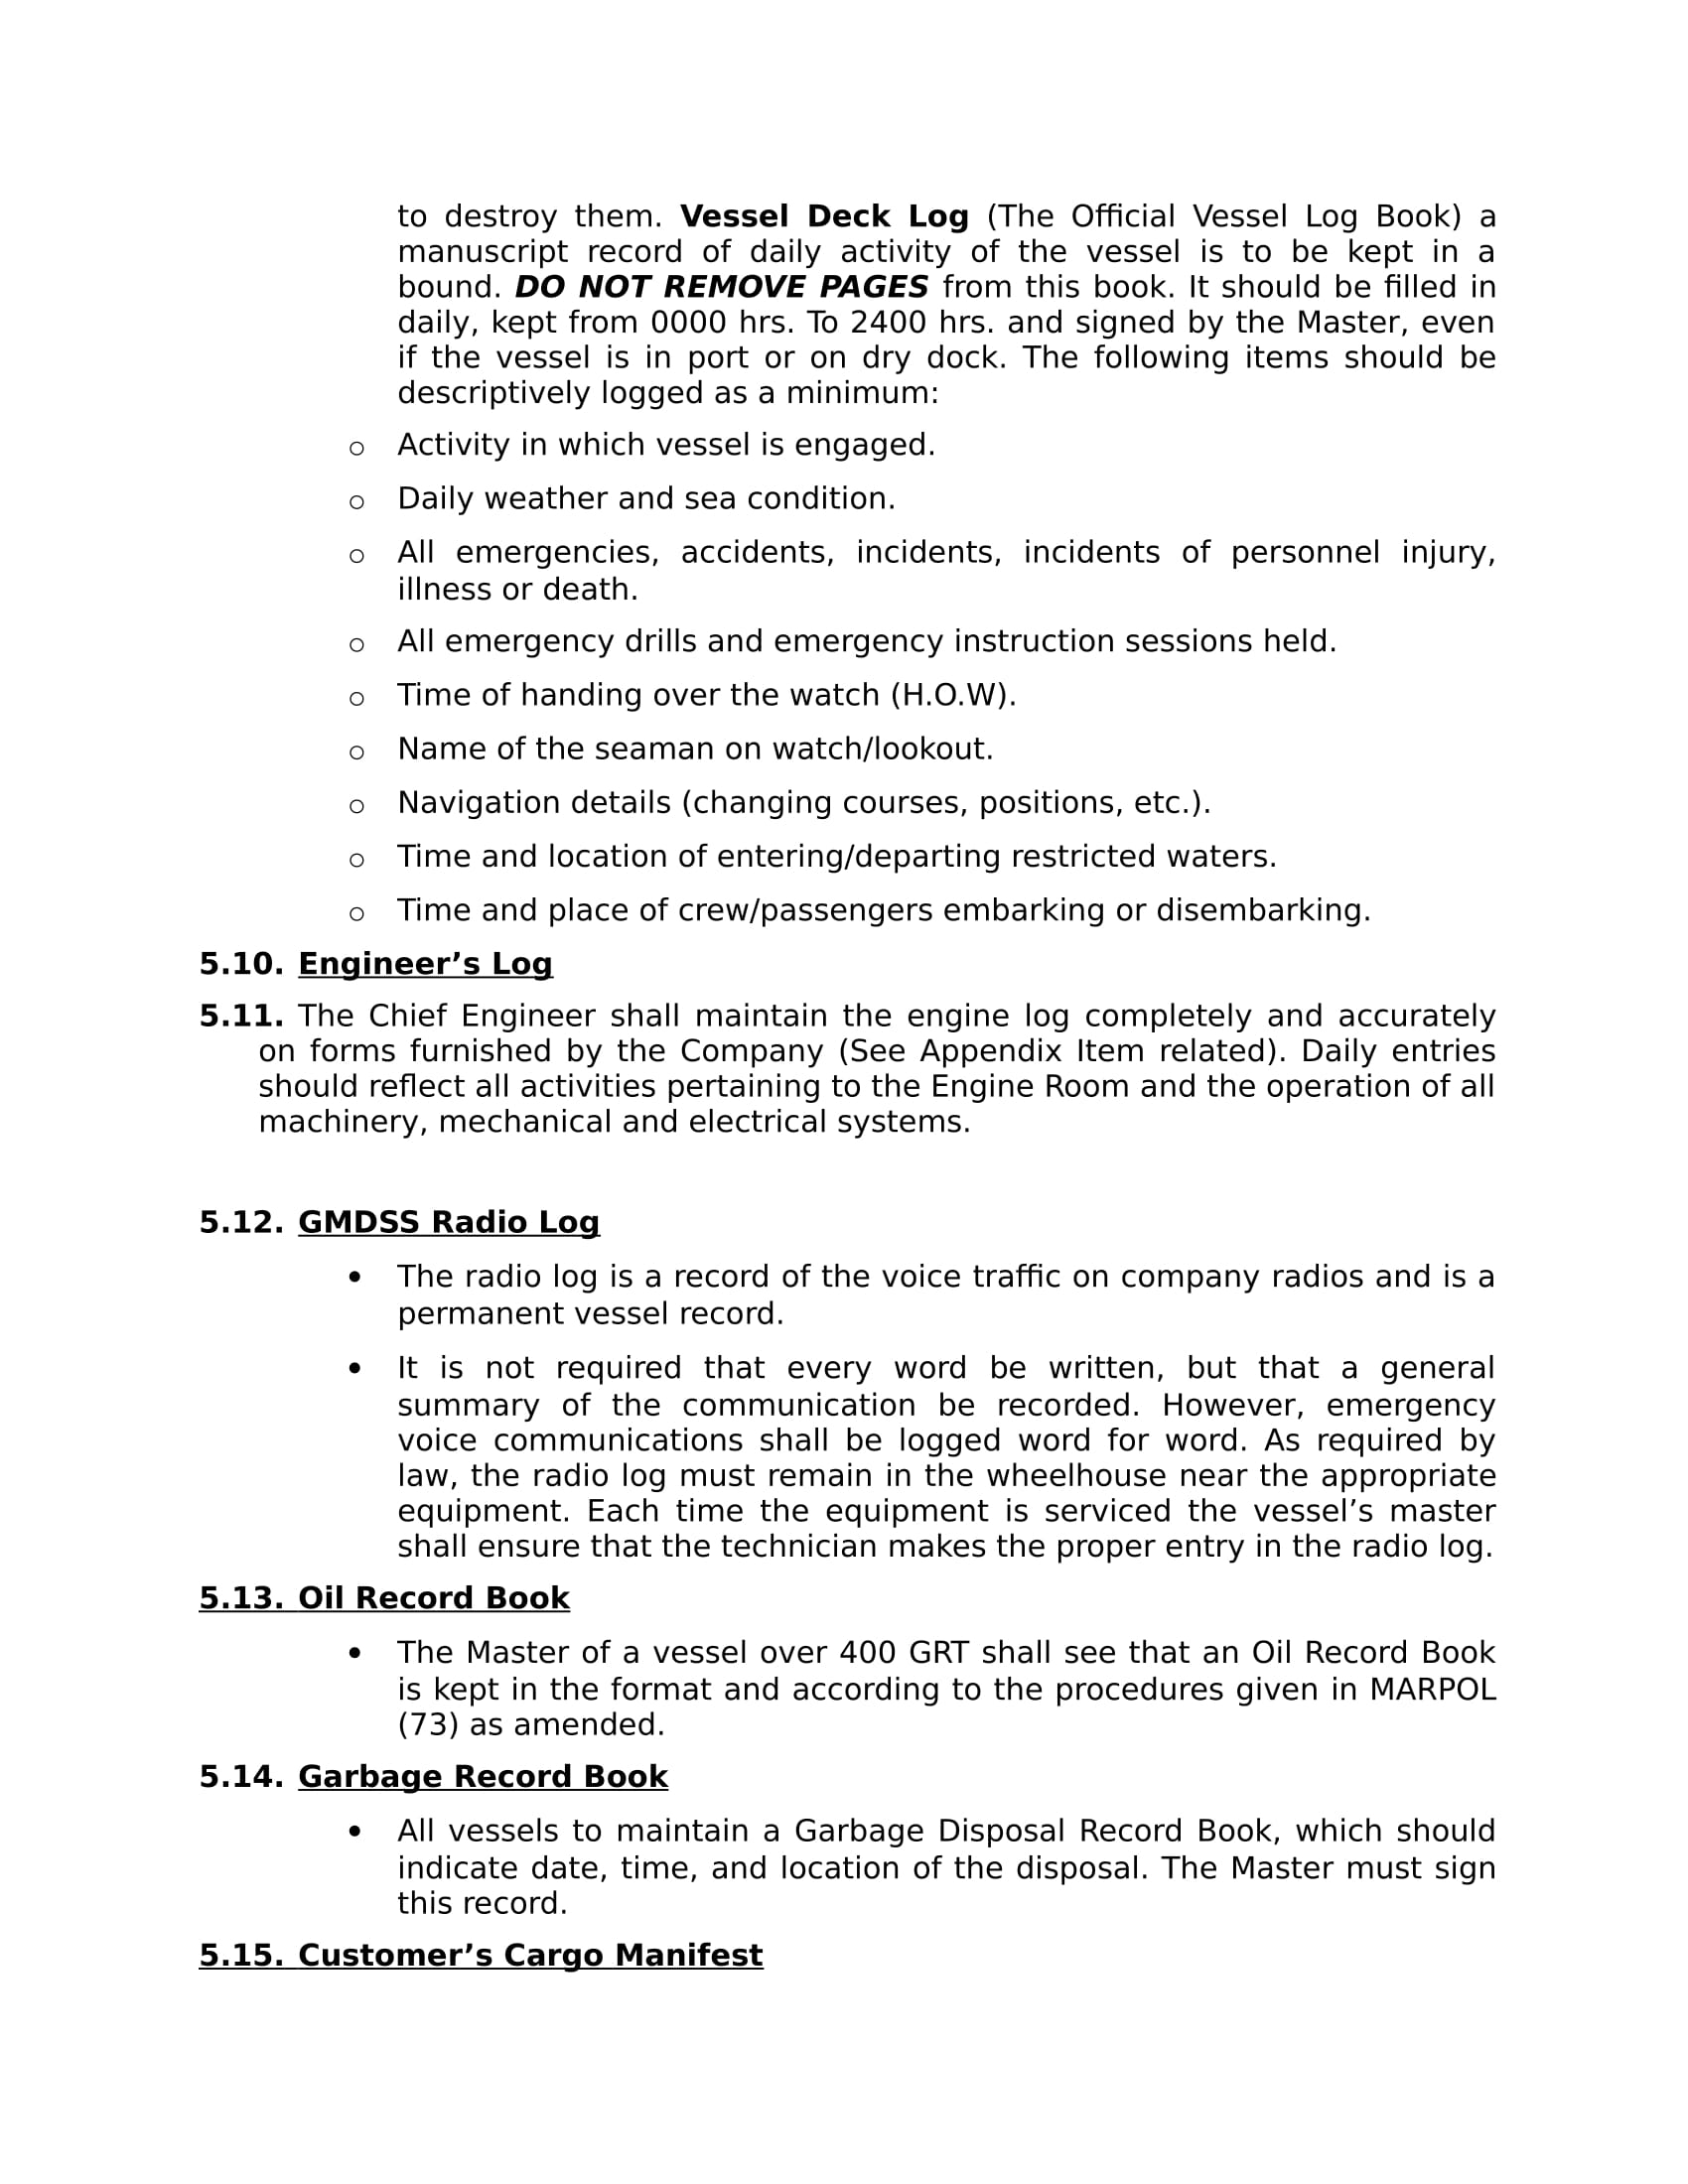 to destroy them. Vessel Deck Log (The Official Vessel Log Book) a
manuscript record of daily activity of the vessel is to be kept in a
bound. DO NOT REMOVE PAGES from this book. It should be filled in
daily, kept from 0000 hrs. To 2400 hrs. and signed by the Master, even
if the vessel is in port or on dry dock. The following items should be
descriptively logged as a minimum:
○ Activity in which vessel is engaged.
○ Daily weather and sea condition.
○ All emergencies, accidents, incidents, incidents of personnel injury,
illness or death.
○ All emergency drills and emergency instruction sessions held.
○ Time of handing over the watch (H.O.W).
○ Name of the seaman on watch/lookout.
○ Navigation details (changing courses, positions, etc.).
○ Time and location of entering/departing restricted waters.
○ Time and place of crew/passengers embarking or disembarking.
5.10. Engineer’s Log
5.11. The Chief Engineer shall maintain the engine log completely and accurately
on forms furnished by the Company (See Appendix Item related). Daily entries
should reflect all activities pertaining to the Engine Room and the operation of all
machinery, mechanical and electrical systems.
5.12. GMDSS Radio Log
• The radio log is a record of the voice traffic on company radios and is a
permanent vessel record.
• It is not required that every word be written, but that a general
summary of the communication be recorded. However, emergency
voice communications shall be logged word for word. As required by
law, the radio log must remain in the wheelhouse near the appropriate
equipment. Each time the equipment is serviced the vessel’s master
shall ensure that the technician makes the proper entry in the radio log.
5.13. Oil Record Book
• The Master of a vessel over 400 GRT shall see that an Oil Record Book
is kept in the format and according to the procedures given in MARPOL
(73) as amended.
5.14. Garbage Record Book
• All vessels to maintain a Garbage Disposal Record Book, which should
indicate date, time, and location of the disposal. The Master must sign
this record.
5.15. Customer’s Cargo Manifest